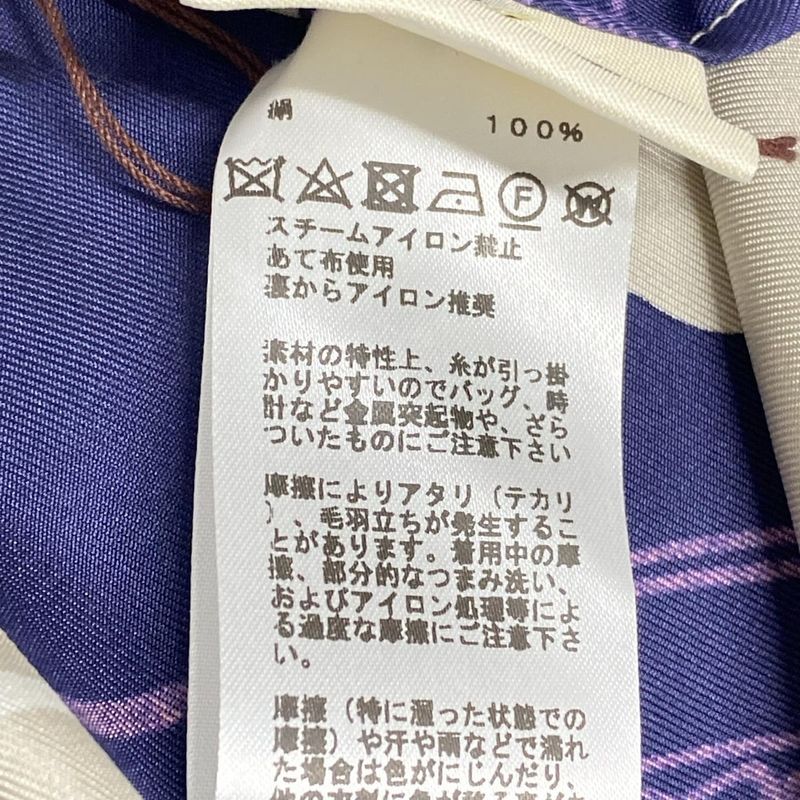 絹 100%
F W
スチームアイロン禁止
あて布使用
裏からアイロン推奨
素材の特性上、糸が引っ掛
かりやすいのでバッグ、時
計など金属突起物や、ざら
ついたものにご注意下さい
摩擦によりアタリ（テカリ
）、毛羽立ちが発生するこ
とがあります。着用中の摩
擦、部分的なつまみ洗い、
およびアイロン処理等によ
る過度な摩擦にご注意下さ
い。
摩擦（特に湿った状態での
摩擦）や汗や雨などで濡れ
た場合は色がにじんだり、